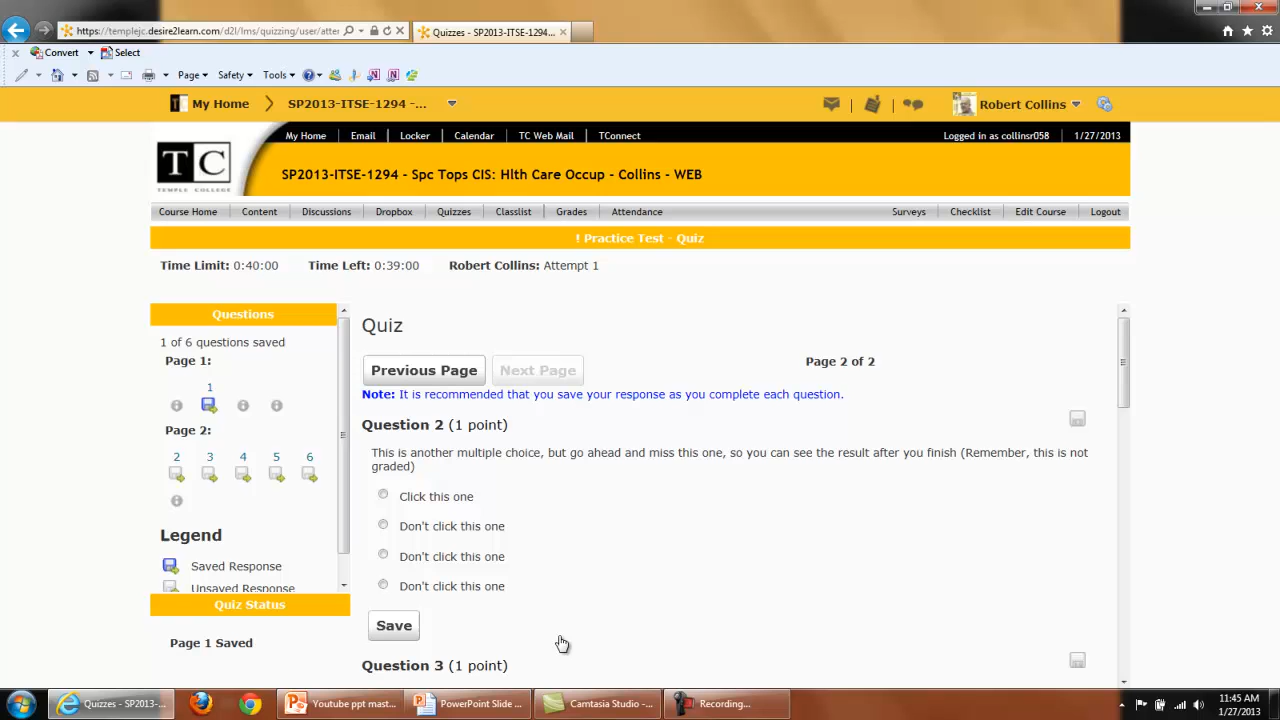 https://templejc.desire2learn.com/d2l/lms/quizzing/user/atter
Quizzes - SP2013-ITSE-1294...
Convert
Select
Page
Safety
Tools
My Home
SP2013-ITSE-1294 -...
Robert Collins
My Home
Email
Locker
Calendar
TC Web Mail
TConnect
Logged in as collinsr058
1/27/2013
TC
TEMPLE COLLEGE
SP2013-ITSE-1294 - Spc Tops CIS: Hlth Care Occup - Collins - WEB
Course Home
Content
Discussions
Dropbox
Quizzes
Classlist
Grades
Attendance
Surveys
Checklist
Edit Course
Logout
! Practice Test - Quiz
Time Limit: 0:40:00
Time Left: 0:39:00
Robert Collins: Attempt 1
Questions
1 of 6 questions saved
Page 1:
1
Page 2:
2 3 4 5 6
Legend
Saved Response
Unsaved Response
Quiz Status
Page 1 Saved
Quiz
Previous Page
Next Page
Page 2 of 2
Note: It is recommended that you save your response as you complete each question.
Question 2 (1 point)
This is another multiple choice, but go ahead and miss this one, so you can see the result after you finish (Remember, this is not
graded)
Click this one
Don't click this one
Don't click this one
Don't click this one
Save
Question 3 (1 point)
Quizzes - SP2013-...
Youtube ppt mast...
PowerPoint Slide ...
Camtasia Studio -...
Recording...
11:45 AM
1/27/2013